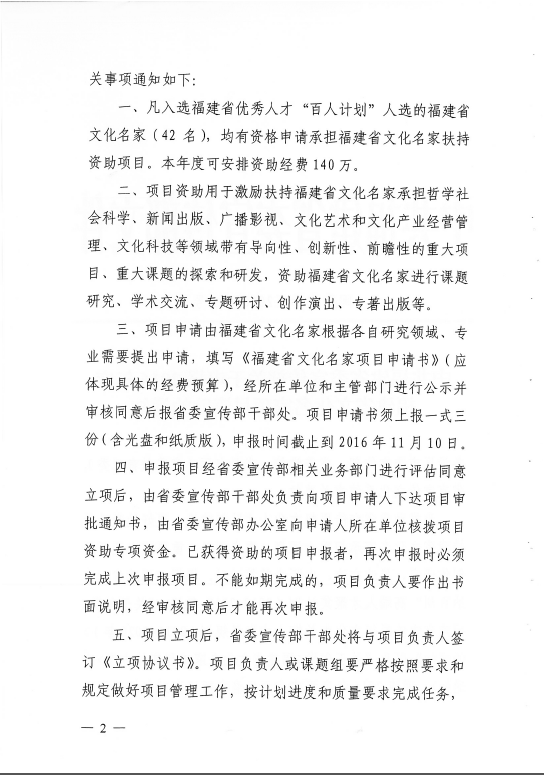 关事项通知如下：
一、凡入选福建省优秀人才“百人计划”人选的福建省
文化名家（42 名），均有资格申请承担福建省文化名家扶持
资助项目。本年度可安排资助经费 140 万。
二、项目资助用于激励扶持福建省文化名家承担哲学社
会科学、新闻出版、广播影视、文化艺术和文化产业经营管
理、文化科技等领域带有导向性、创新性、前瞻性的重大项
目、重大课题的探索和研发，资助福建省文化名家进行课题
研究、学术交流、专题研讨、创作演出、专著出版等。
三、项目申请由福建省文化名家根据各自研究领域、专
业需要提出申请，填写《福建省文化名家项目申请书》（应
体现具体的经费预算），经所在单位和主管部门进行公示并
审核同意后报省委宣传部干部处。项目申请书须上报一式三
份（含光盘和纸质版），申报时间截止到 2016 年 11 月 10 日。
四、申报项目经省委宣传部相关业务部门进行评估同意
立项后，由省委宣传部干部处负责向项目申请人下达项目审
批通知书，由省委宣传部办公室向申请人所在单位核拨项目
资助专项资金。已获得资助的项目申报者，再次申报时必须
完成上次申报项目。不能如期完成的，项目负责人要作出书
面说明，经审核同意后才能再次申报。
五、项目立项后，省委宣传部干部处将与项目负责人签
订《立项协议书》。项目负责人或课题组要严格按照要求和
规定做好项目管理工作，按计划进度和质量要求完成任务，
— 2 —